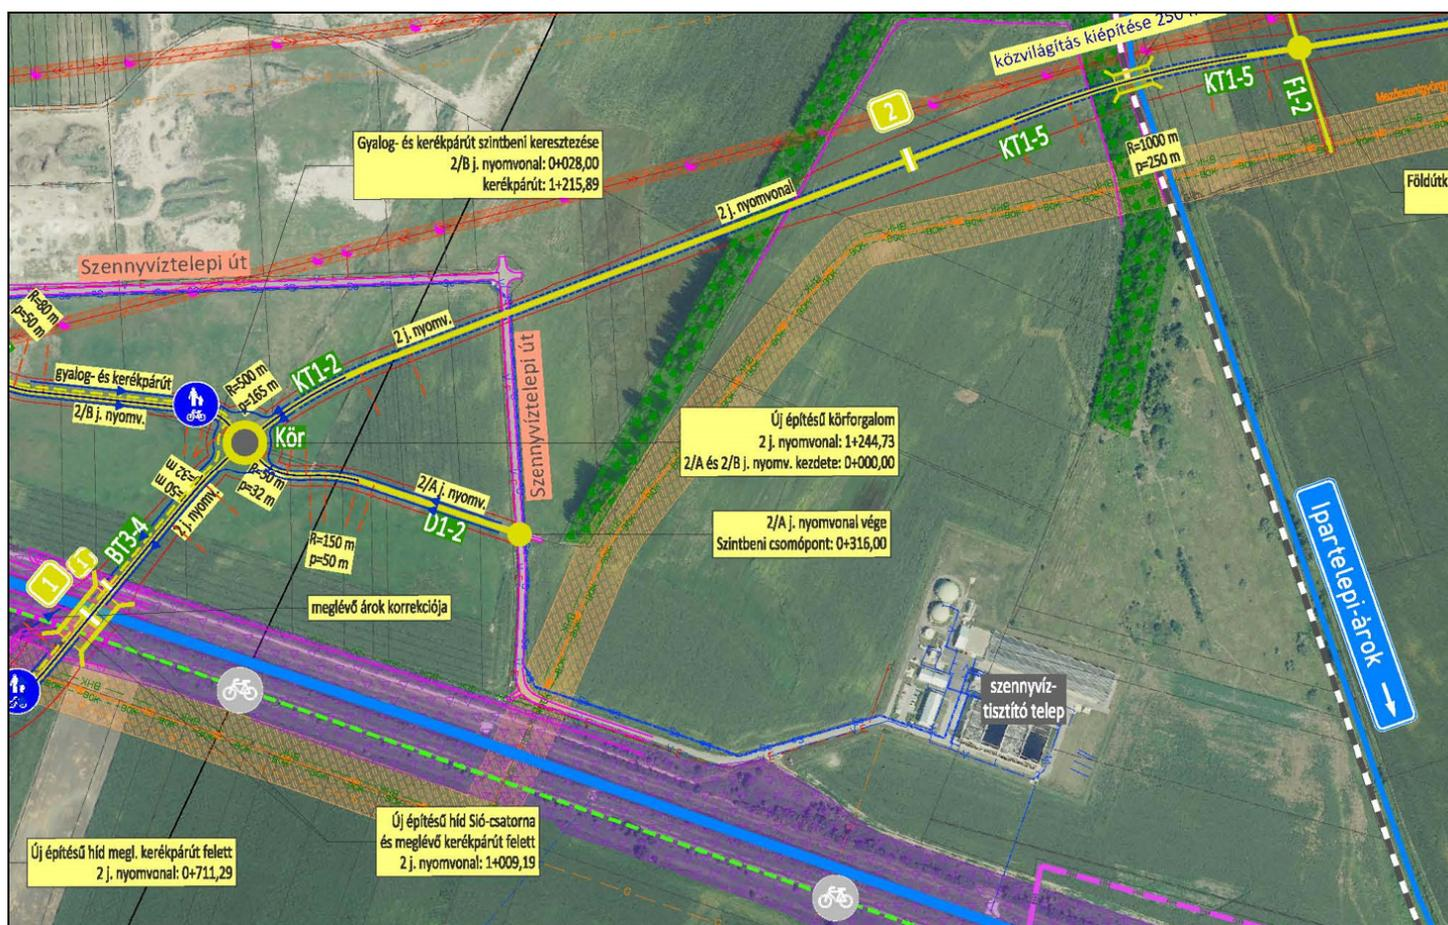 közvilágítás kiépítése 250
2
KT1-5
F1-2
KT1-5
Gyalog- és kerékpárút szintbeni keresztezése
2/B j. nyomvonal: 0+028,00
kerékpárút: 1+215,89
R=1000 m
p=250 m
Földútk
2 j. nyomvonal
Szennyvíztelepi út
R=80 m
p=50 m
2 j. nyomv.
Szennyvíztelepi út
KT1-2
gyalog- és kerékpárút
R=500 m
p=165 m
2/B j. nyomv.
Kör
Új építésű körforgalom
2 j. nyomvonal: 1+244,73
2/A és 2/B j. nyomv. kezdete: 0+000,00
R=50 m
p=32 m
=32 m
=50 m
2 j. nyomv.
2/A j. nyomv.
D1-2
R=150 m
p=50 m
2/A j. nyomvonal vége
Szintbeni csomópont: 0+316,00
BT3-4
1
1
meglévő árok korrekciója
Ipartelepi-árok
szennyvíz-
tisztító telep
Új építésű híd Sió-csatorna
és meglévő kerékpárút felett
2 j. nyomvonal: 1+009,19
Új építésű híd megl. kerékpárút felett
2 j. nyomvonal: 0+711,29